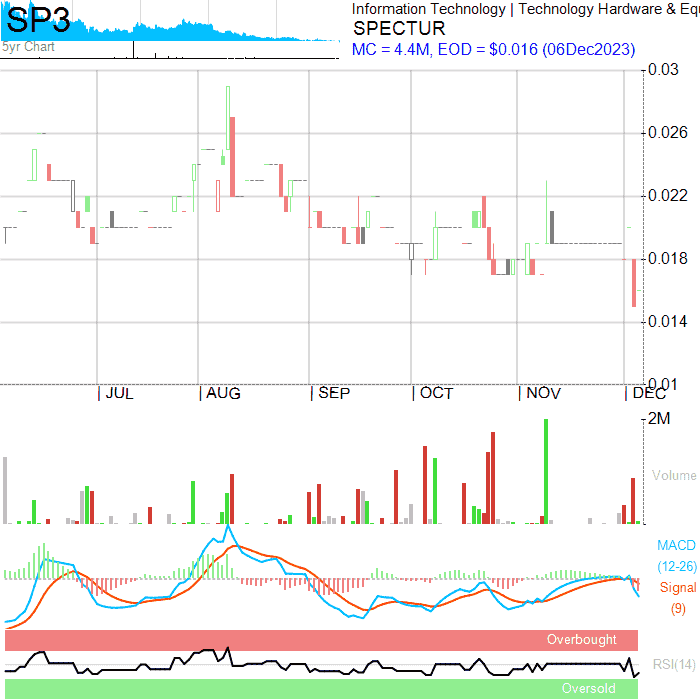 SP3
5yr Chart
Information Technology | Technology Hardware & Equ
SPECTUR
MC = 4.4M, EOD = $0.016 (06Dec2023)
0.03
0.026
0.022
0.018
0.014
0.01
JUL AUG SEP OCT NOV DEC
2M
Volume
MACD
(12-26)
Signal
(9)
Overbought
RSI(14)
Oversold